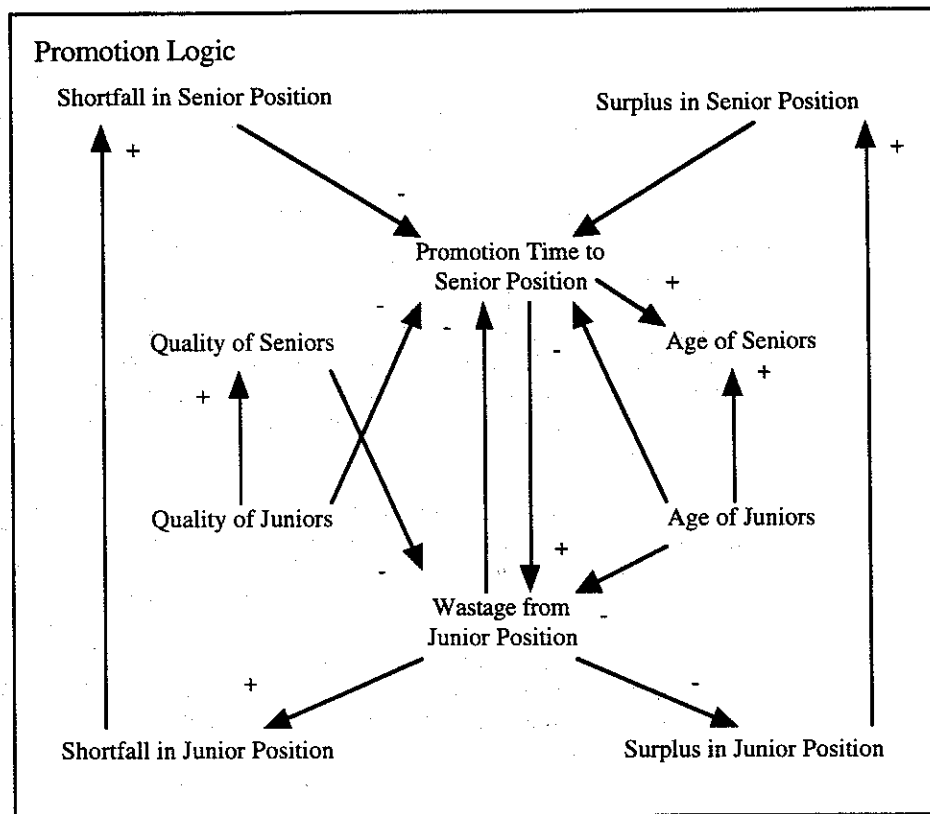 Promotion Logic
Shortfall in Senior Position
Surplus in Senior Position
+
+
-
Promotion Time to
Senior Position
+
-
-
-
Quality of Seniors
Age of Seniors
+
+
Quality of Juniors
Age of Juniors
+
-
Wastage from
Junior Position
-
+
-
Shortfall in Junior Position
Surplus in Junior Position